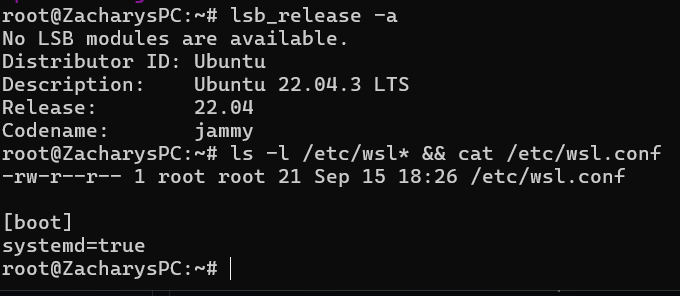 root@ZacharysPC:~# lsb_release -a
No LSB modules are available.
Distributor ID: Ubuntu
Description:    Ubuntu 22.04.3 LTS
Release:        22.04
Codename:       jammy
root@ZacharysPC:~# ls -l /etc/wsl* && cat /etc/wsl.conf
-rw-r--r-- 1 root root 21 Sep 15 18:26 /etc/wsl.conf

[boot]
systemd=true
root@ZacharysPC:~#